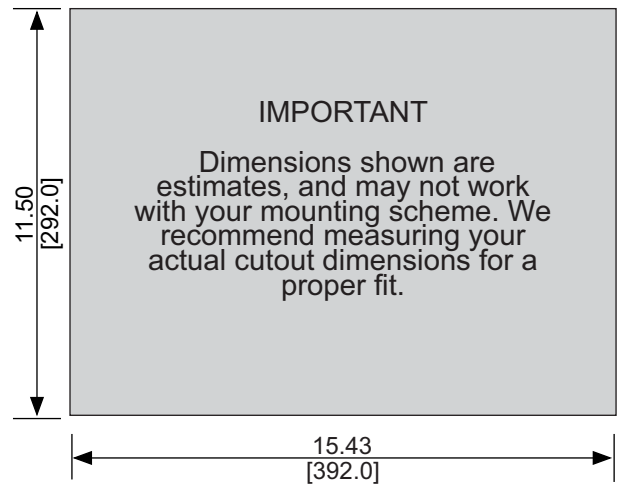 IMPORTANT
Dimensions shown are
estimates, and may not work
with your mounting scheme. We
recommend measuring your
actual cutout dimensions for a
proper fit.
11.50
[292.0]
15.43
[392.0]